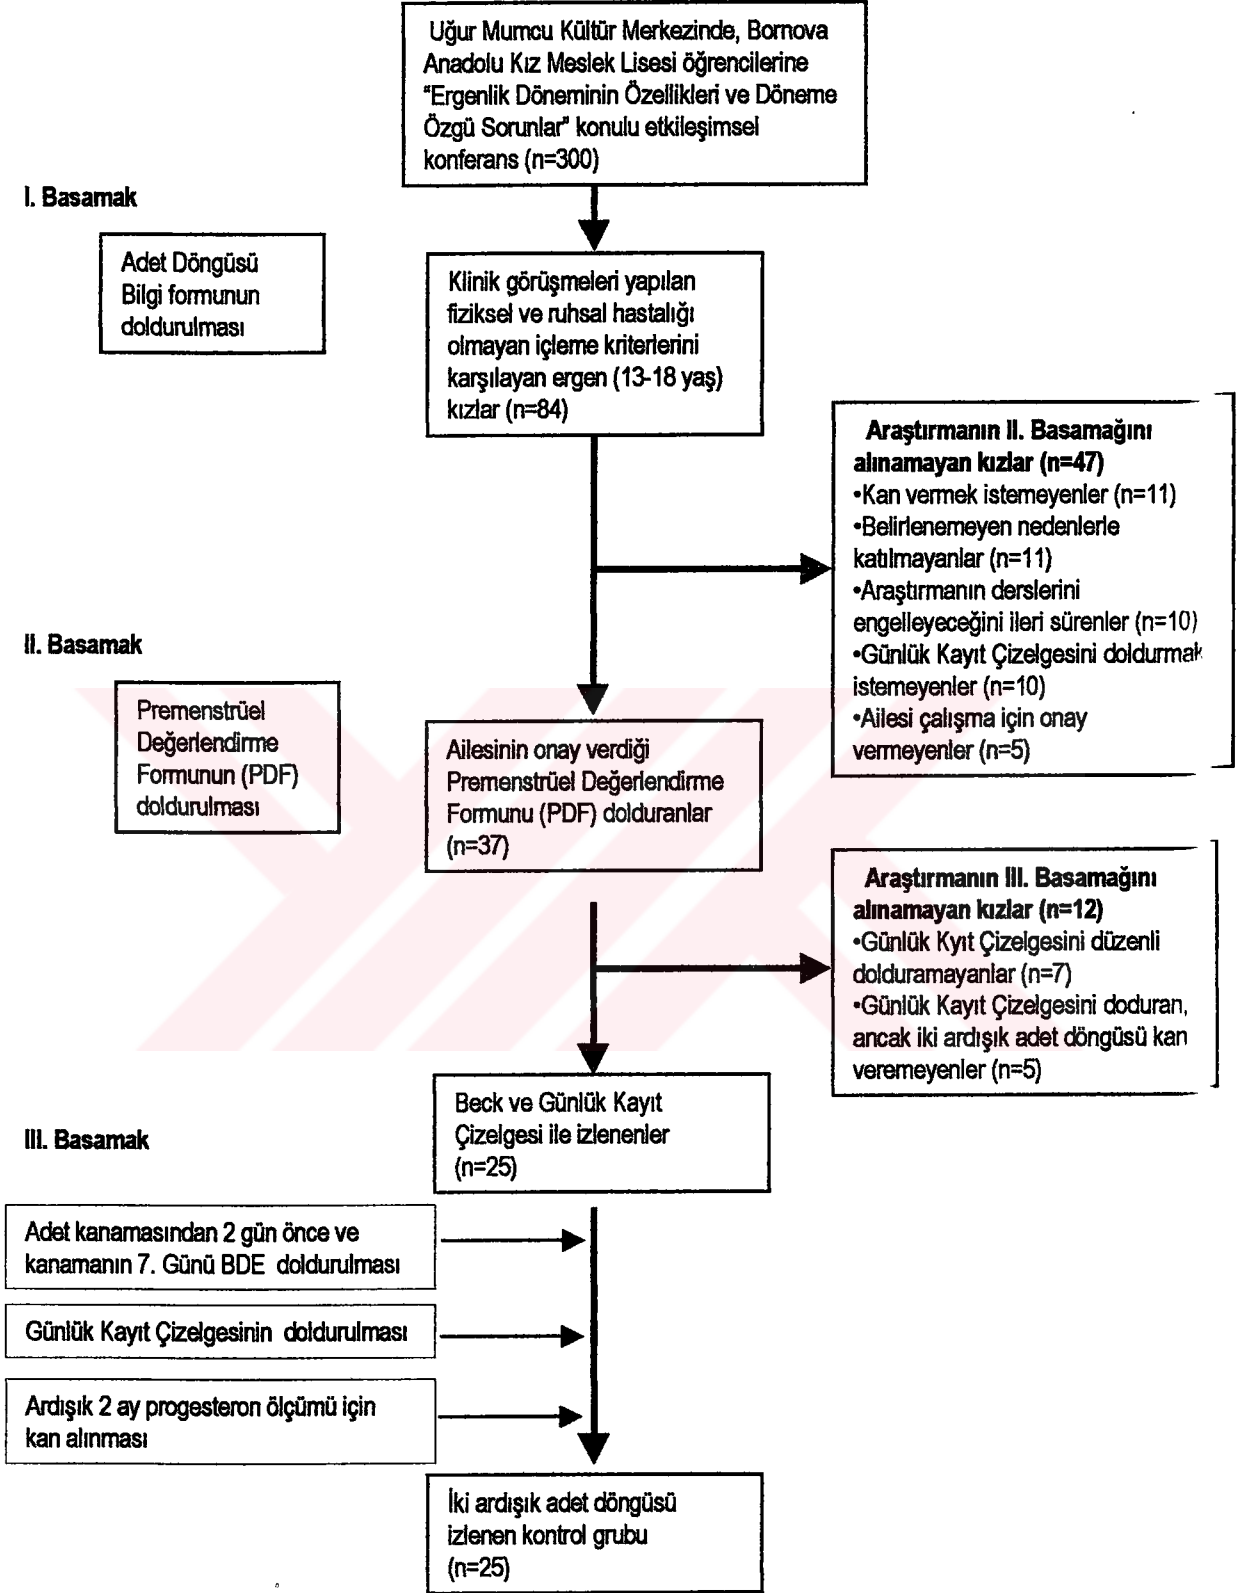 Uğur Mumcu Kültür Merkezinde, Bornova
Anadolu Kız Meslek Lisesi öğrencilerine
"Ergenlik Döneminin Özellikleri ve Döneme
Özgü Sorunlar" konulu etkileşimsel
konferans (n=300)
I. Basamak
Adet Döngüsü
Bilgi formunun
doldurulması
Klinik görüşmeleri yapılan
fiziksel ve ruhsal hastalığı
olmayan içleme kriterlerini
karşılayan ergen (13-18 yaş)
kızlar (n=84)
Araştırmanın II. Basamağını
alınamayan kızlar (n=47)
•Kan vermek istemeyenler (n=11)
•Belirlenemeyen nedenlerle
katılmayanlar (n=11)
•Araştırmanın derslerini
engelleyeceğini ileri sürenler (n=10)
•Günlük Kayıt Çizelgesini doldurmak
istemeyenler (n=10)
•Ailesi çalışma için onay
vermeyenler (n=5)
II. Basamak
Premenstrüel
Değerlendirme
Formunun (PDF)
doldurulması
Ailesinin onay verdiği
Premenstrüel Değerlendirme
Formunu (PDF) dolduranlar
(n=37)
Araştırmanın III. Basamağını
alınamayan kızlar (n=12)
•Günlük Kyıt Çizelgesini düzenli
dolduramayanlar (n=7)
•Günlük Kayıt Çizelgesini doduran,
ancak iki ardışık adet döngüsü kan
veremeyenler (n=5)
III. Basamak
Beck ve Günlük Kayıt
Çizelgesi ile izlenenler
(n=25)
Adet kanamasından 2 gün önce ve
kanamanın 7. Günü BDE doldurulması
Günlük Kayıt Çizelgesinin doldurulması
Ardışık 2 ay progesteron ölçümü için
kan alınması
İki ardışık adet döngüsü
izlenen kontrol grubu
(n=25)